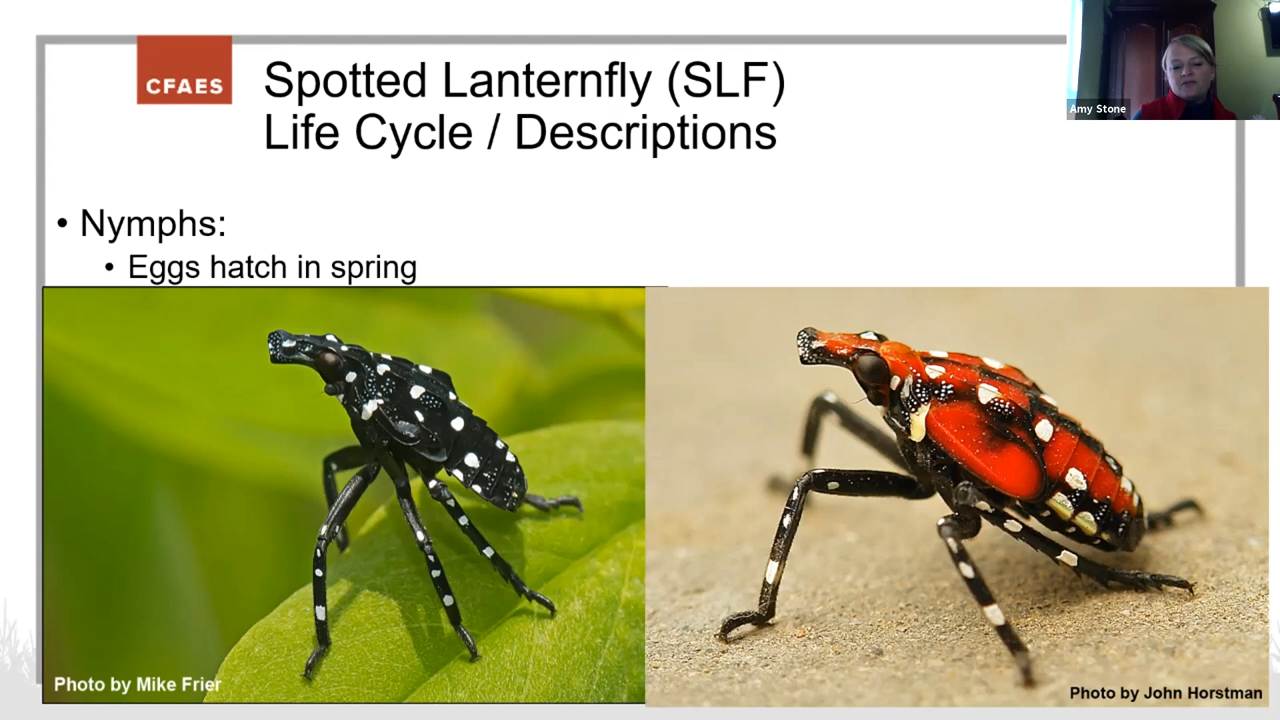 CFAES
Spotted Lanternfly (SLF)
Life Cycle / Descriptions
Amy Stone
• Nymphs:
• Eggs hatch in spring
Photo by Mike Frier
Photo by John Horstman